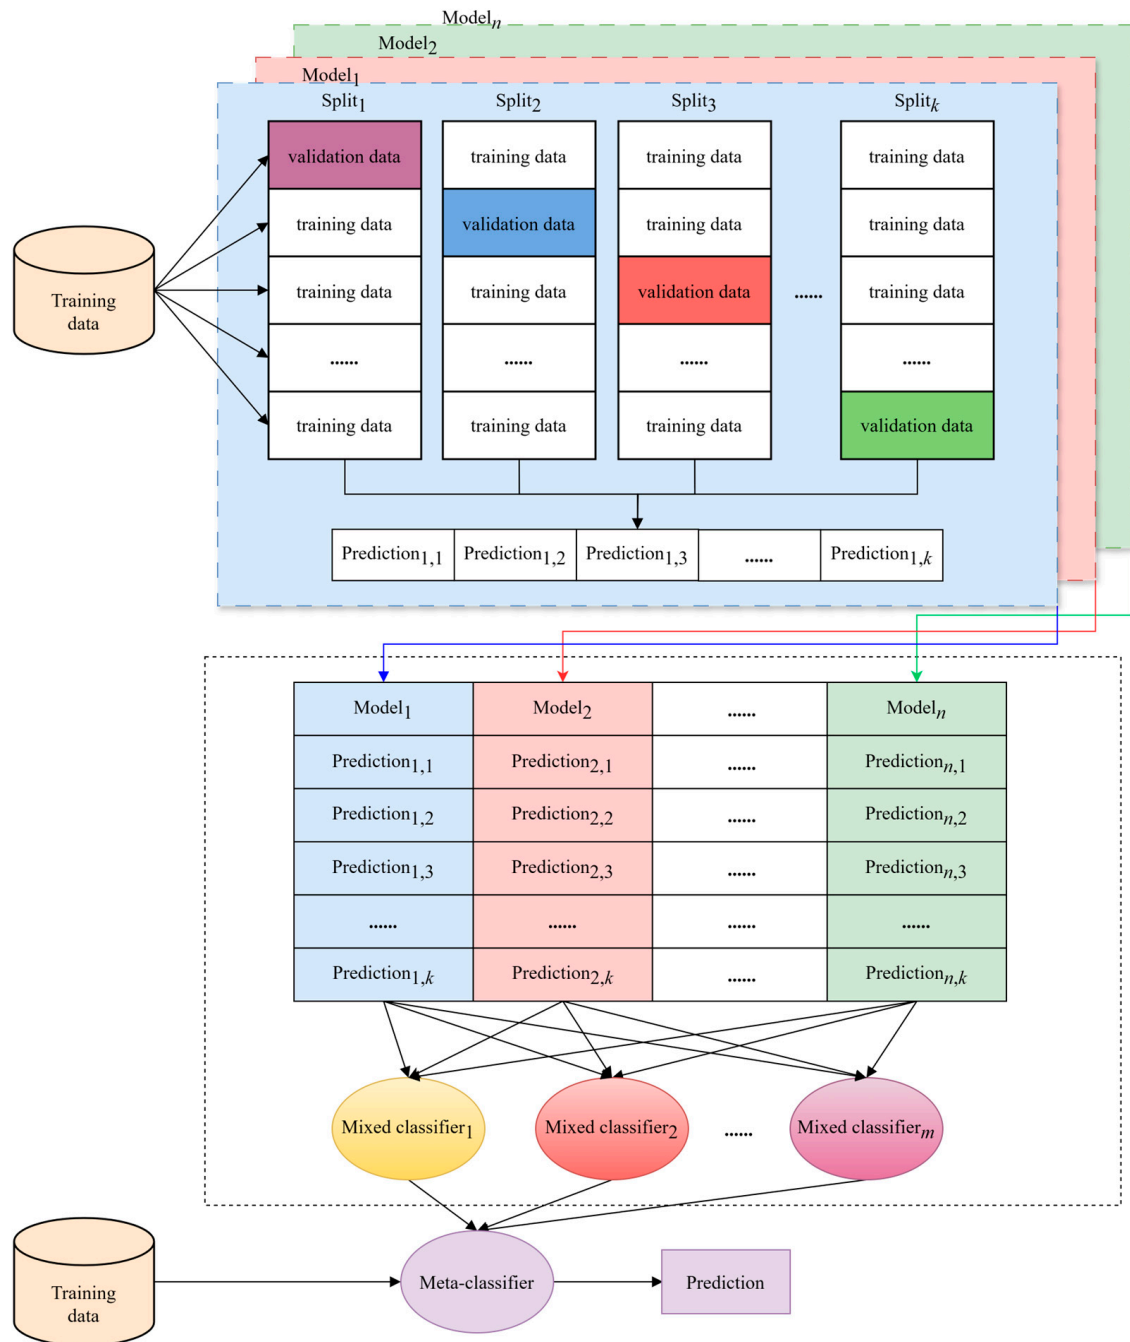 Model_n
Model_2
Model_1
Split_1 Split_2 Split_3 Split_k
validation data training data training data training data
training data validation data training data training data
Training
data
training data training data validation data ...... training data
...... ...... ...... ......
training data training data training data validation data
Prediction_1,1 Prediction_1,2 Prediction_1,3 ...... Prediction_1,k
Model_1 Model_2 ...... Model_n
Prediction_1,1 Prediction_2,1 ...... Prediction_n,1
Prediction_1,2 Prediction_2,2 ...... Prediction_n,2
Prediction_1,3 Prediction_2,3 ...... Prediction_n,3
...... ...... ...... ......
Prediction_1,k Prediction_2,k ...... Prediction_n,k
Mixed classifier_1 Mixed classifier_2 ...... Mixed classifier_m
Training
data
Meta-classifier Prediction